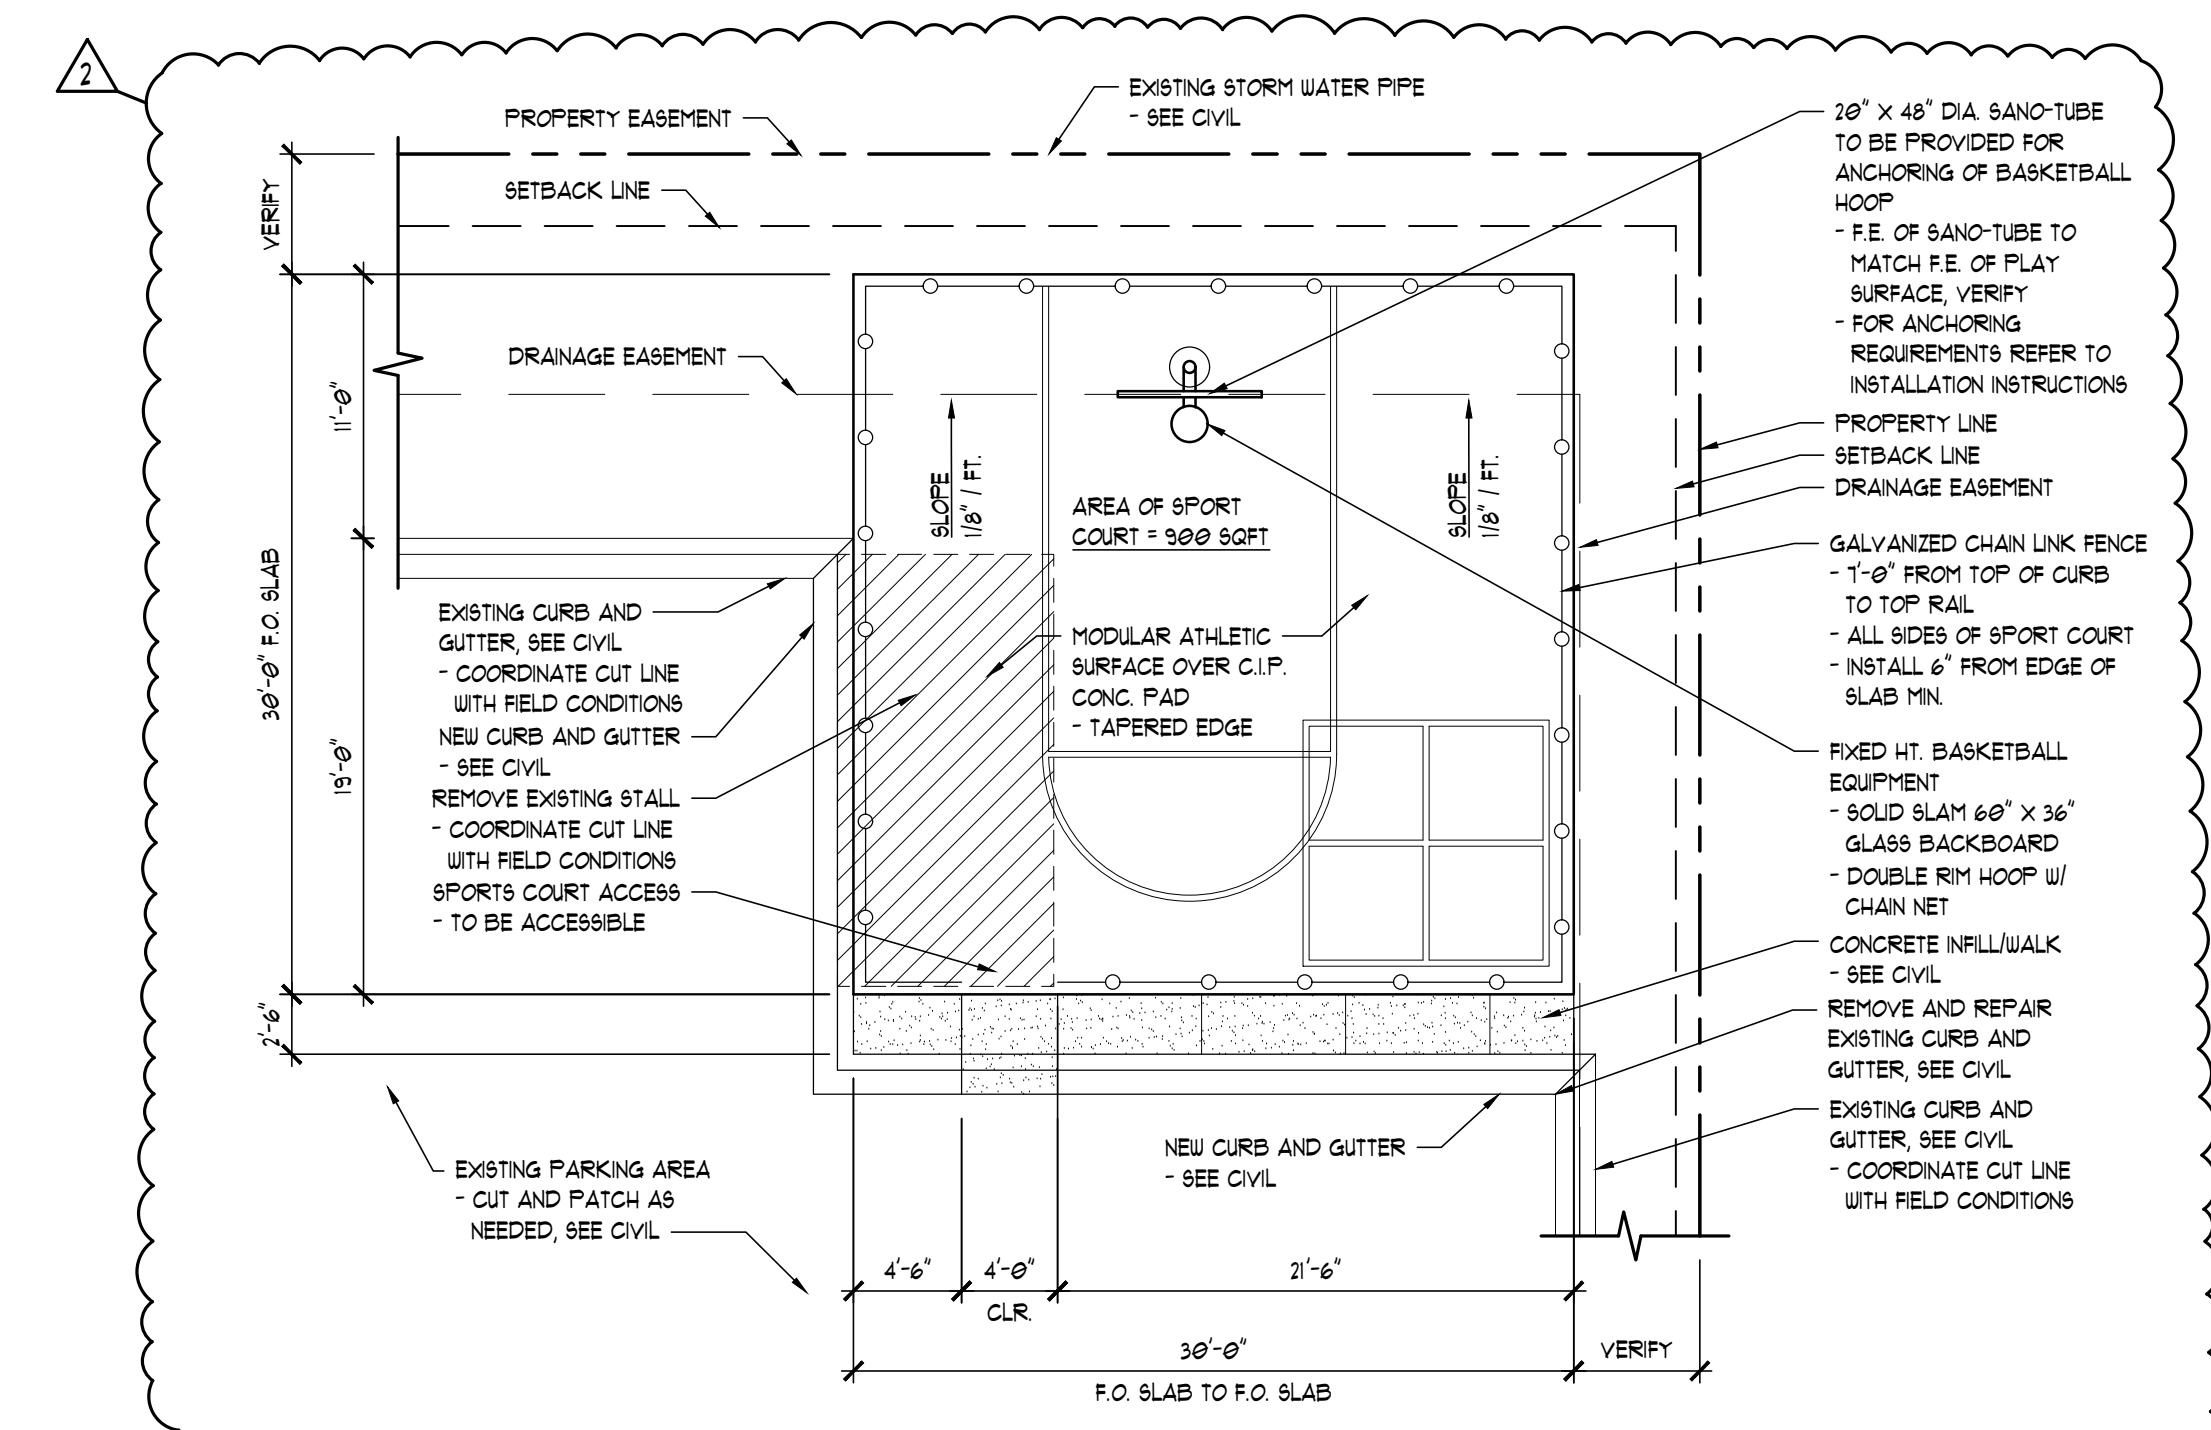 2
PROPERTY EASEMENT
EXISTING STORM WATER PIPE
- SEE CIVIL
SETBACK LINE
VERIFY
DRAINAGE EASEMENT
11'-0"
30'-0" F.O. SLAB
19'-0"
2'-6"
EXISTING CURB AND
GUTTER, SEE CIVIL
- COORDINATE CUT LINE
WITH FIELD CONDITIONS
NEW CURB AND GUTTER
- SEE CIVIL
REMOVE EXISTING STALL
- COORDINATE CUT LINE
WITH FIELD CONDITIONS
SPORTS COURT ACCESS
- TO BE ACCESSIBLE
EXISTING PARKING AREA
- CUT AND PATCH AS
NEEDED, SEE CIVIL
SLOPE
1/8" / FT.
AREA OF SPORT
COURT = 900 SQFT
SLOPE
1/8" / FT.
MODULAR ATHLETIC
SURFACE OVER C.I.P.
CONC. PAD
- TAPERED EDGE
NEW CURB AND GUTTER
- SEE CIVIL
4'-6"
4'-0"
CLR.
21'-6"
30'-0"
F.O. SLAB TO F.O. SLAB
VERIFY
20" X 48" DIA. SANO-TUBE
TO BE PROVIDED FOR
ANCHORING OF BASKETBALL
HOOP
- F.E. OF SANO-TUBE TO
MATCH F.E. OF PLAY
SURFACE, VERIFY
- FOR ANCHORING
REQUIREMENTS REFER TO
INSTALLATION INSTRUCTIONS
PROPERTY LINE
SETBACK LINE
DRAINAGE EASEMENT
GALVANIZED CHAIN LINK FENCE
- 7'-0" FROM TOP OF CURB
TO TOP RAIL
- ALL SIDES OF SPORT COURT
- INSTALL 6" FROM EDGE OF
SLAB MIN.
FIXED HT. BASKETBALL
EQUIPMENT
- SOLID SLAM 60" X 36"
GLASS BACKBOARD
- DOUBLE RIM HOOP W/
CHAIN NET
CONCRETE INFILL/WALK
- SEE CIVIL
REMOVE AND REPAIR
EXISTING CURB AND
GUTTER, SEE CIVIL
EXISTING CURB AND
GUTTER, SEE CIVIL
- COORDINATE CUT LINE
WITH FIELD CONDITIONS